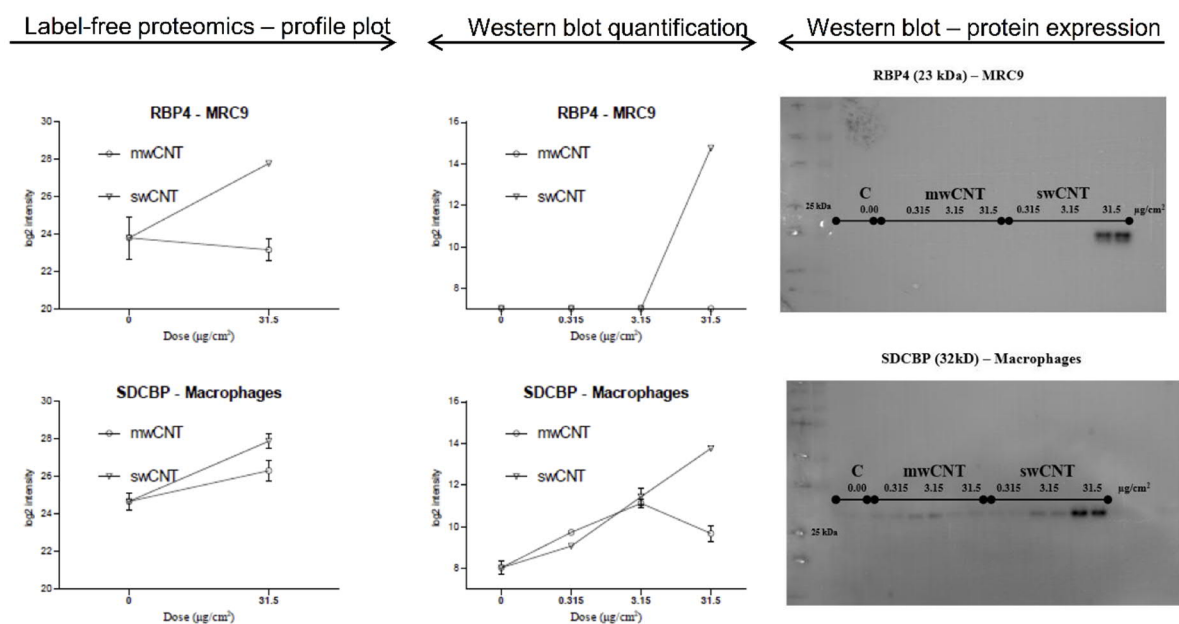 Label-free proteomics – profile plot
Western blot quantification
Western blot – protein expression
RBP4 - MRC9
30
28
26
24
22
20
log2 intensity
mwCNT
swCNT
0
31.5
Dose (µg/cm²)
RBP4 - MRC9
16
14
12
10
8
log2 intensity
mwCNT
swCNT
0
0.315
3.15
31.5
Dose (µg/cm²)
RBP4 (23 kDa) – MRC9
C
mwCNT
swCNT
25 kDa
0.00
0.315
3.15
31.5
0.315
3.15
31.5
µg/cm²
SDCBP - Macrophages
30
28
26
24
22
20
log2 intensity
mwCNT
swCNT
0
31.5
Dose (µg/cm²)
SDCBP - Macrophages
16
14
12
10
8
log2 intensity
mwCNT
swCNT
0
0.315
3.15
31.5
Dose (µg/cm²)
SDCBP (32kD) – Macrophages
C
mwCNT
swCNT
0.00
0.315
3.15
31.5
0.315
3.15
31.5
µg/cm²
25 kDa